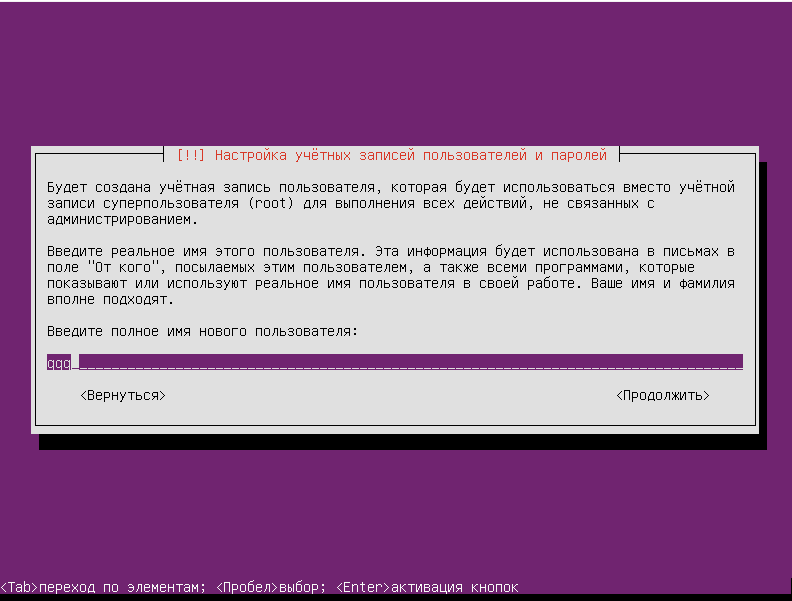 [!!] Настройка учётных записей пользователей и паролей
Будет создана учётная запись пользователя, которая будет использоваться вместо учётной
записи суперпользователя (root) для выполнения всех действий, не связанных с
администрированием.
Введите реальное имя этого пользователя. Эта информация будет использована в письмах в
поле "От кого", посылаемых этим пользователем, а также всеми программами, которые
показывают или используют реальное имя пользователя в своей работе. Ваше имя и фамилия
вполне подходят.
Введите полное имя нового пользователя:
qqq
<Вернуться> <Продолжить>
<Tab>переход по элементам; <Пробел>выбор; <Enter>активация кнопок